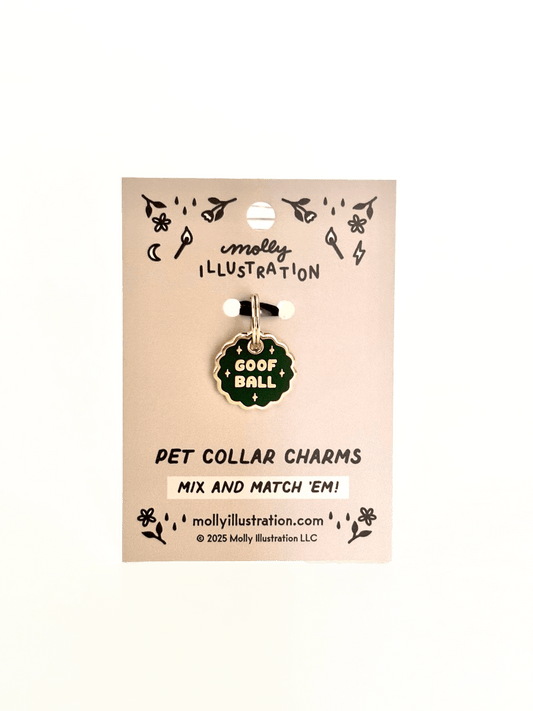 molly
ILLUSTRATION
GOOF
BALL
PET COLLAR CHARMS
MIX AND MATCH 'EM!
mollyillustration.com
© 2025 Molly Illustration LLC